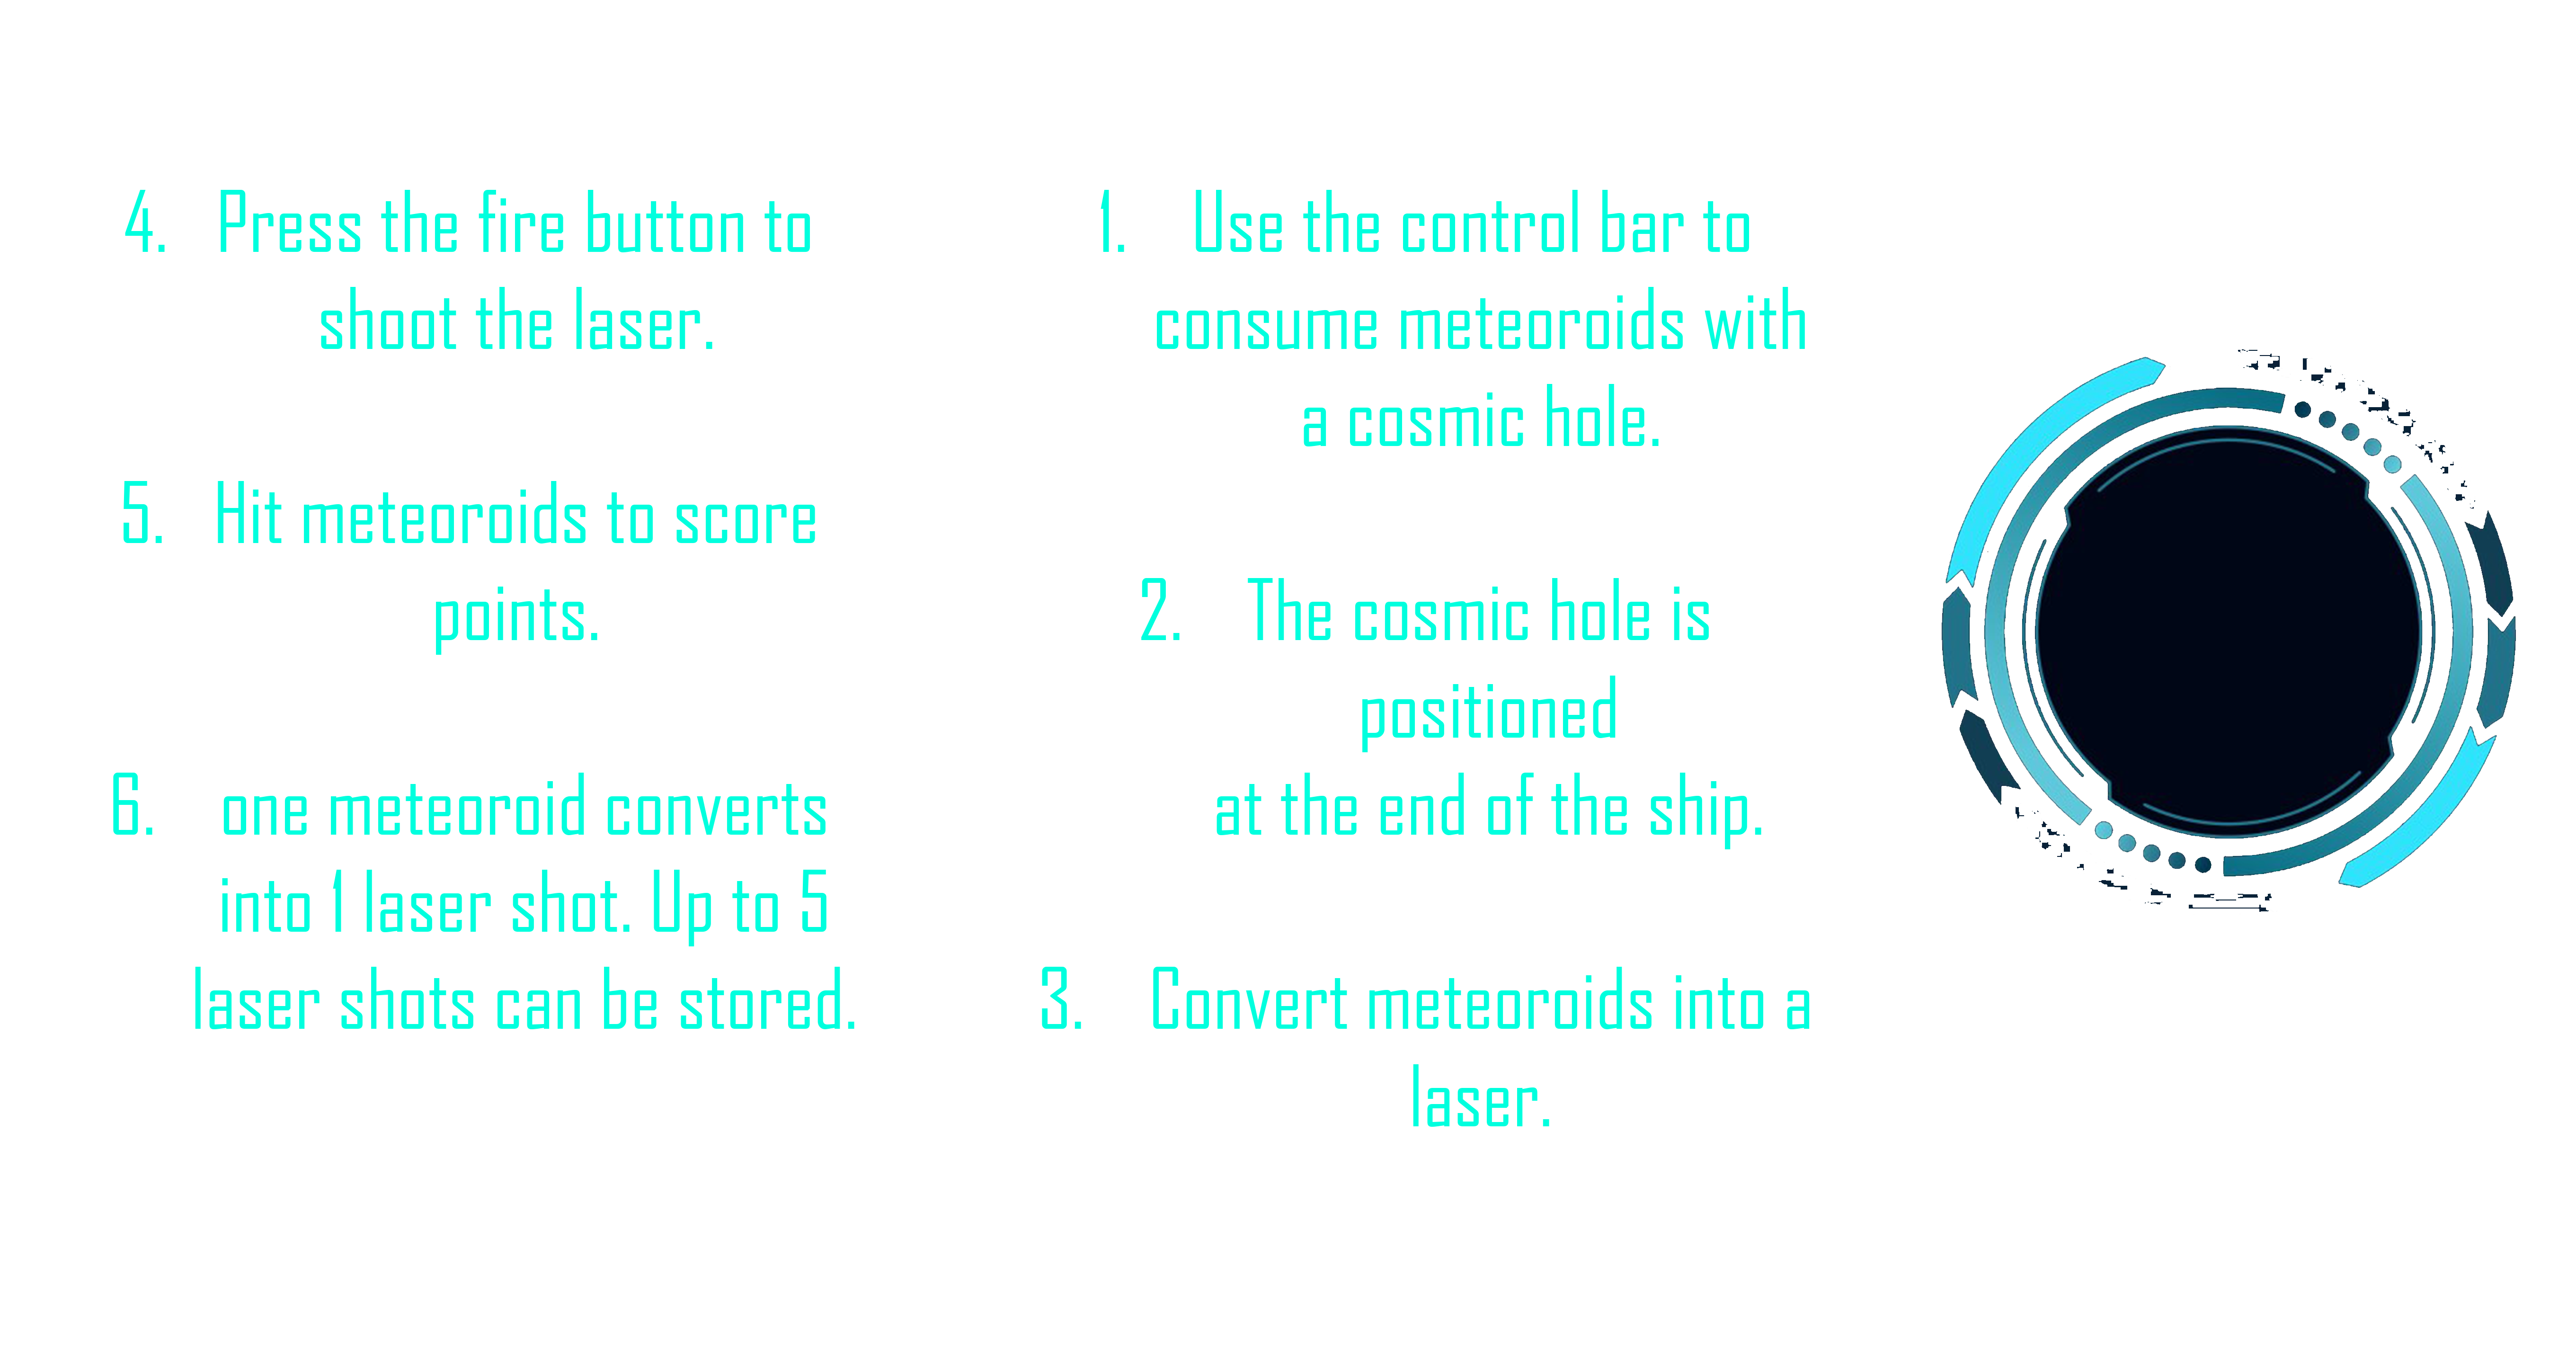 4. Press the fire button to
shoot the laser.
5. Hit meteoroids to score
points.
6. one meteoroid converts
into 1 laser shot. Up to 5
laser shots can be stored.
1. Use the control bar to
consume meteoroids with
a cosmic hole.
2. The cosmic hole is
positioned
at the end of the ship.
3. Convert meteoroids into a
laser.